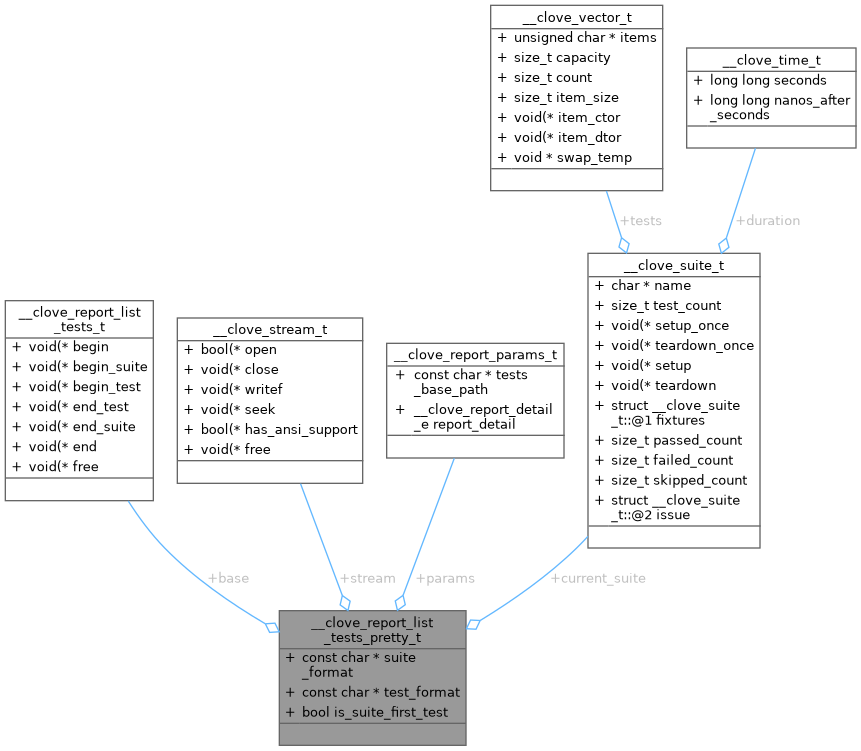 __clove_vector_t
+ unsigned char * items
+ size_t capacity
+ size_t count
+ size_t item_size
+ void(* item_ctor
+ void(* item_dtor
+ void * swap_temp
__clove_time_t
+ long long seconds
+ long long nanos_after
_seconds
+tests
+duration
__clove_suite_t
+ char * name
+ size_t test_count
+ void(* setup_once
+ void(* teardown_once
+ void(* setup
+ void(* teardown
+ struct __clove_suite
_t::@1 fixtures
+ size_t passed_count
+ size_t failed_count
+ size_t skipped_count
+ struct __clove_suite
_t::@2 issue
__clove_report_list
_tests_t
+ void(* begin
+ void(* begin_suite
+ void(* begin_test
+ void(* end_test
+ void(* end_suite
+ void(* end
+ void(* free
__clove_stream_t
+ bool(* open
+ void(* close
+ void(* writef
+ void(* seek
+ bool(* has_ansi_support
+ void(* free
__clove_report_params_t
+ const char * tests
_base_path
+ __clove_report_detail
_e report_detail
+base
+stream
+params
+current_suite
__clove_report_list
_tests_pretty_t
+ const char * suite
_format
+ const char * test_format
+ bool is_suite_first_test